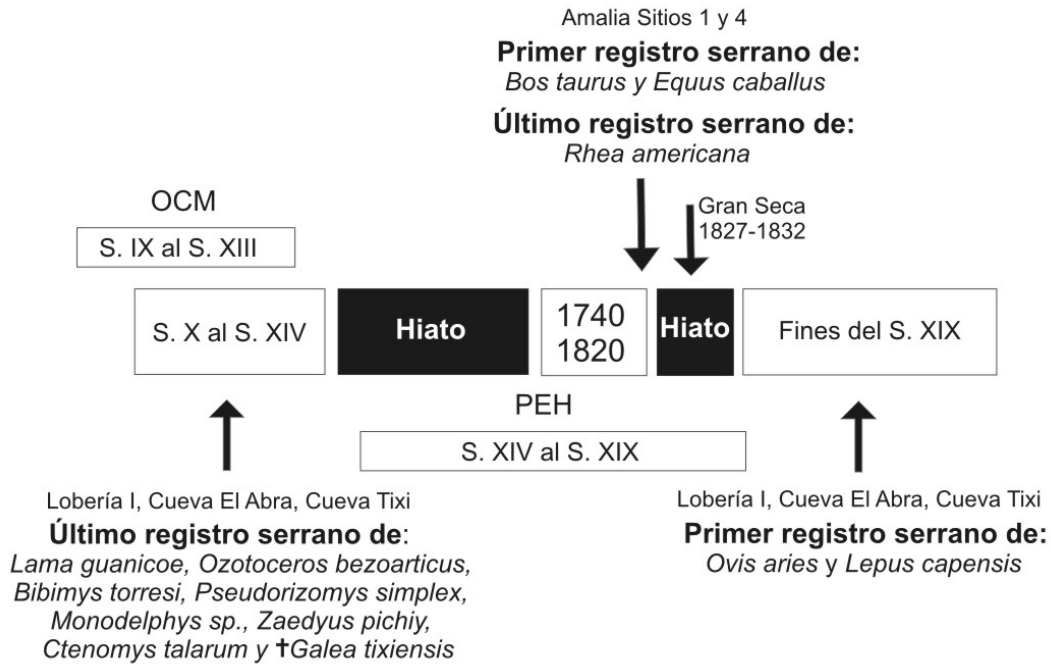 Amalia Sitios 1 y 4
Primer registro serrano de:
Bos taurus y Equus caballus
Último registro serrano de:
Rhea americana
Gran Seca
1827-1832
OCM
S. IX al S. XIII
S. X al S. XIV
Hiato
1740
1820
Hiato
Fines del S. XIX
PEH
S. XIV al S. XIX
Lobería I, Cueva El Abra, Cueva Tixi
Último registro serrano de:
Lama guanicoe, Ozotoceros bezoarticus,
Bibimys torresi, Pseudorizomys simplex,
Monodelphys sp., Zaedyus pichiy,
Ctenomys talarum y †Galea tixiensis
Lobería I, Cueva El Abra, Cueva Tixi
Primer registro serrano de:
Ovis aries y Lepus capensis